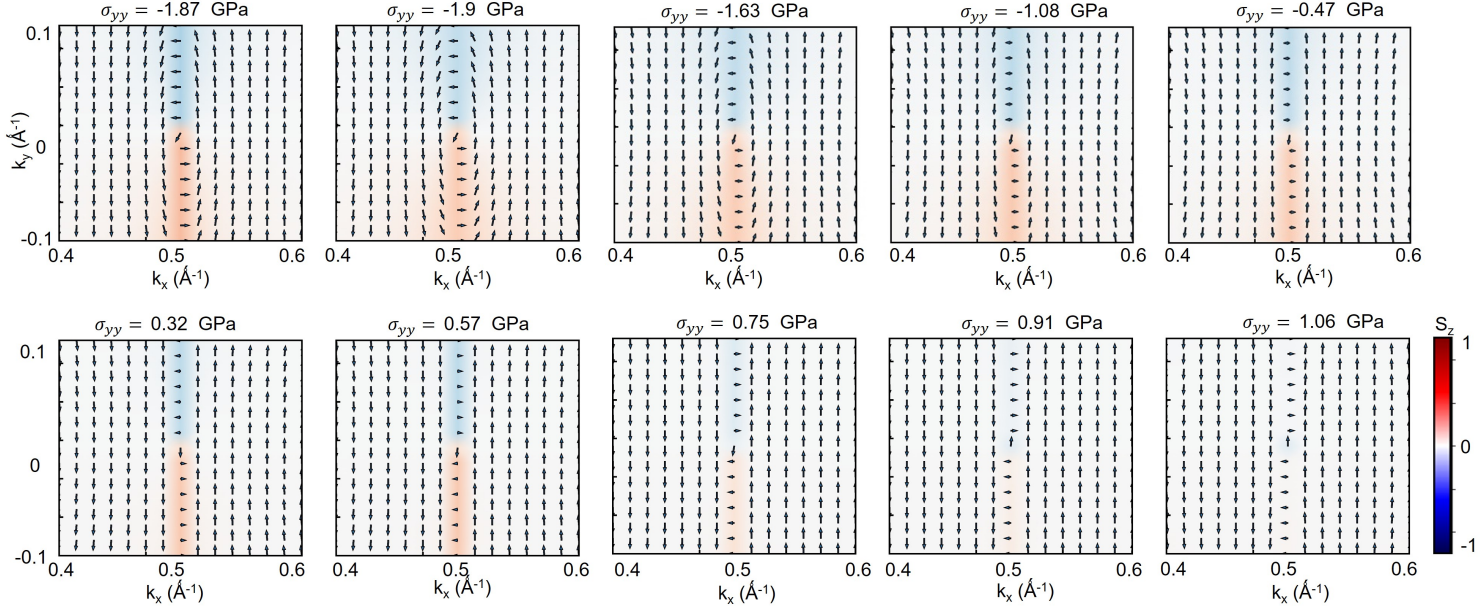 σyy = -1.87 GPa
σyy = -1.9 GPa
σyy = -1.63 GPa
σyy = -1.08 GPa
σyy = -0.47 GPa
0.1
0
-0.1
ky (Å-1)
0.4 0.5 0.6
0.4 0.5 0.6
0.4 0.5 0.6
0.4 0.5 0.6
0.4 0.5 0.6
kx (Å-1)
kx (Å-1)
kx (Å-1)
kx (Å-1)
kx (Å-1)
σyy = 0.32 GPa
σyy = 0.57 GPa
σyy = 0.75 GPa
σyy = 0.91 GPa
σyy = 1.06 GPa
Sz
1
0
-1
0.1
0
-0.1
0.4 0.5 0.6
0.4 0.5 0.6
0.4 0.5 0.6
0.4 0.5 0.6
0.4 0.5 0.6
kx (Å-1)
kx (Å-1)
kx (Å-1)
kx (Å-1)
kx (Å-1)